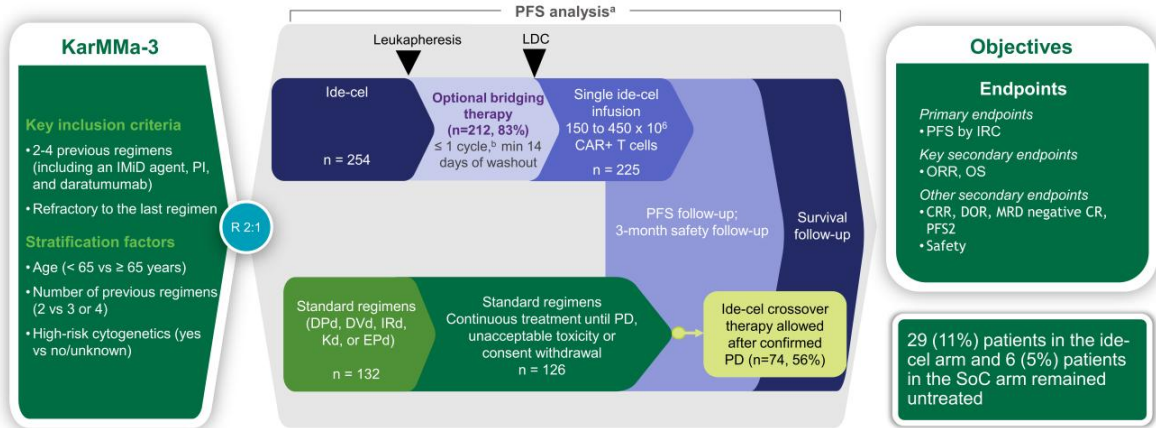 PFS analysisᵃ
KarMMa-3
Key inclusion criteria
• 2-4 previous regimens
(including an IMiD agent, PI,
and daratumumab)
• Refractory to the last regimen
Stratification factors
• Age (< 65 vs ≥ 65 years)
• Number of previous regimens
(2 vs 3 or 4)
• High-risk cytogenetics (yes
vs no/unknown)
R 2:1
Leukapheresis
LDC
Ide-cel
n = 254
Optional bridging
therapy
(n=212, 83%)
≤ 1 cycle,ᵇ min 14
days of washout
Single ide-cel
infusion
150 to 450 x 10⁶
CAR+ T cells
n = 225
PFS follow-up;
3-month safety follow-up
Survival
follow-up
Standard regimens
(DPd, DVd, IRd,
Kd, or EPd)
n = 132
Standard regimens
Continuous treatment until PD,
unacceptable toxicity or
consent withdrawal
n = 126
Ide-cel crossover
therapy allowed
after confirmed
PD (n=74, 56%)
Objectives
Endpoints
Primary endpoints
• PFS by IRC
Key secondary endpoints
• ORR, OS
Other secondary endpoints
• CRR, DOR, MRD negative CR,
PFS2
• Safety
29 (11%) patients in the ide-
cel arm and 6 (5%) patients
in the SoC arm remained
untreated